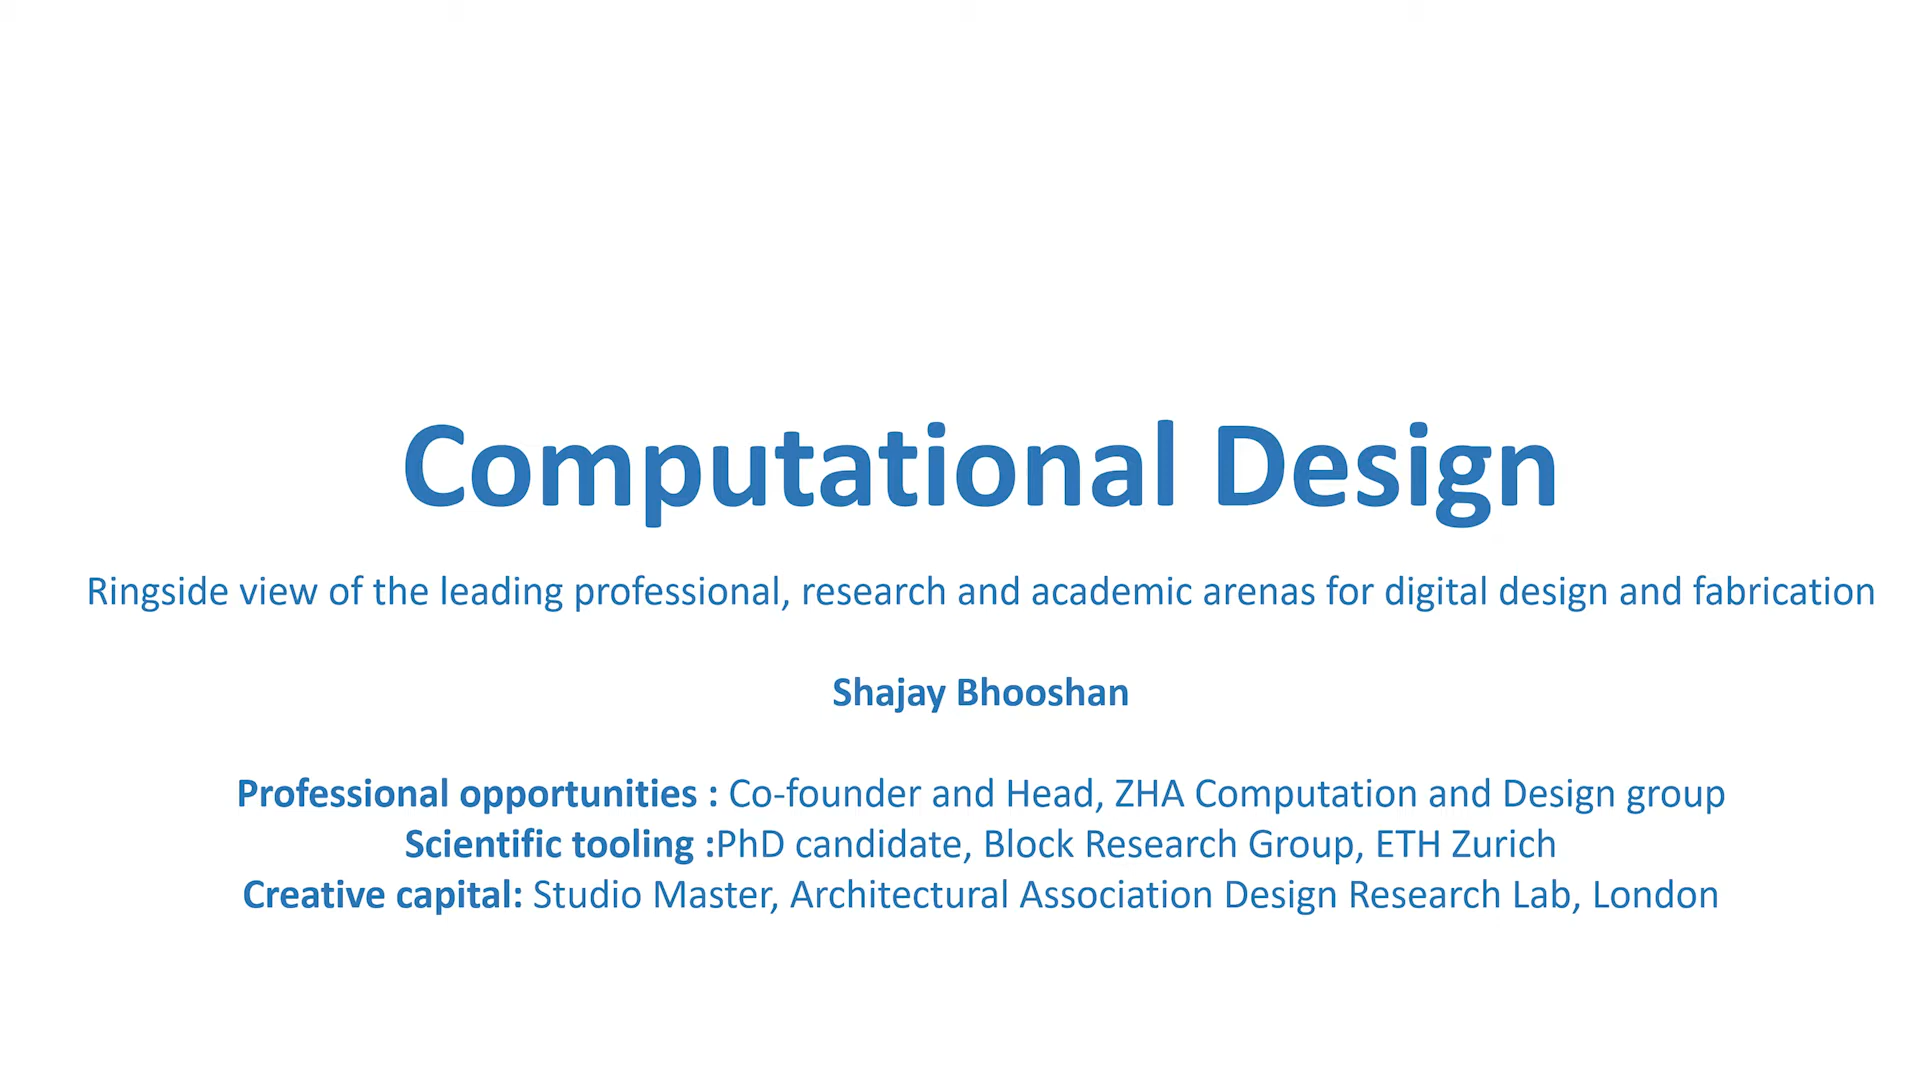 Computational Design
Ringside view of the leading professional, research and academic arenas for digital design and fabrication
Shajay Bhooshan
Professional opportunities : Co-founder and Head, ZHA Computation and Design group
Scientific tooling :PhD candidate, Block Research Group, ETH Zurich
Creative capital: Studio Master, Architectural Association Design Research Lab, London